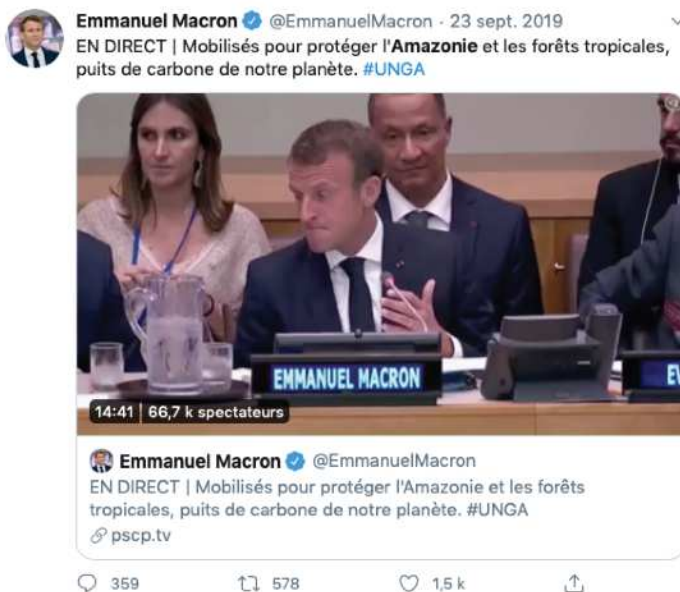 Emmanuel Macron @EmmanuelMacron · 23 sept. 2019
EN DIRECT | Mobilisés pour protéger l'Amazonie et les forêts tropicales,
puits de carbone de notre planète. #UNGA
EMMANUEL MACRON
EV
14:41 | 66,7 k spectateurs
Emmanuel Macron @EmmanuelMacron
EN DIRECT | Mobilisés pour protéger l'Amazonie et les forêts
tropicales, puits de carbone de notre planète. #UNGA
pscp.tv
359 578 1,5 k